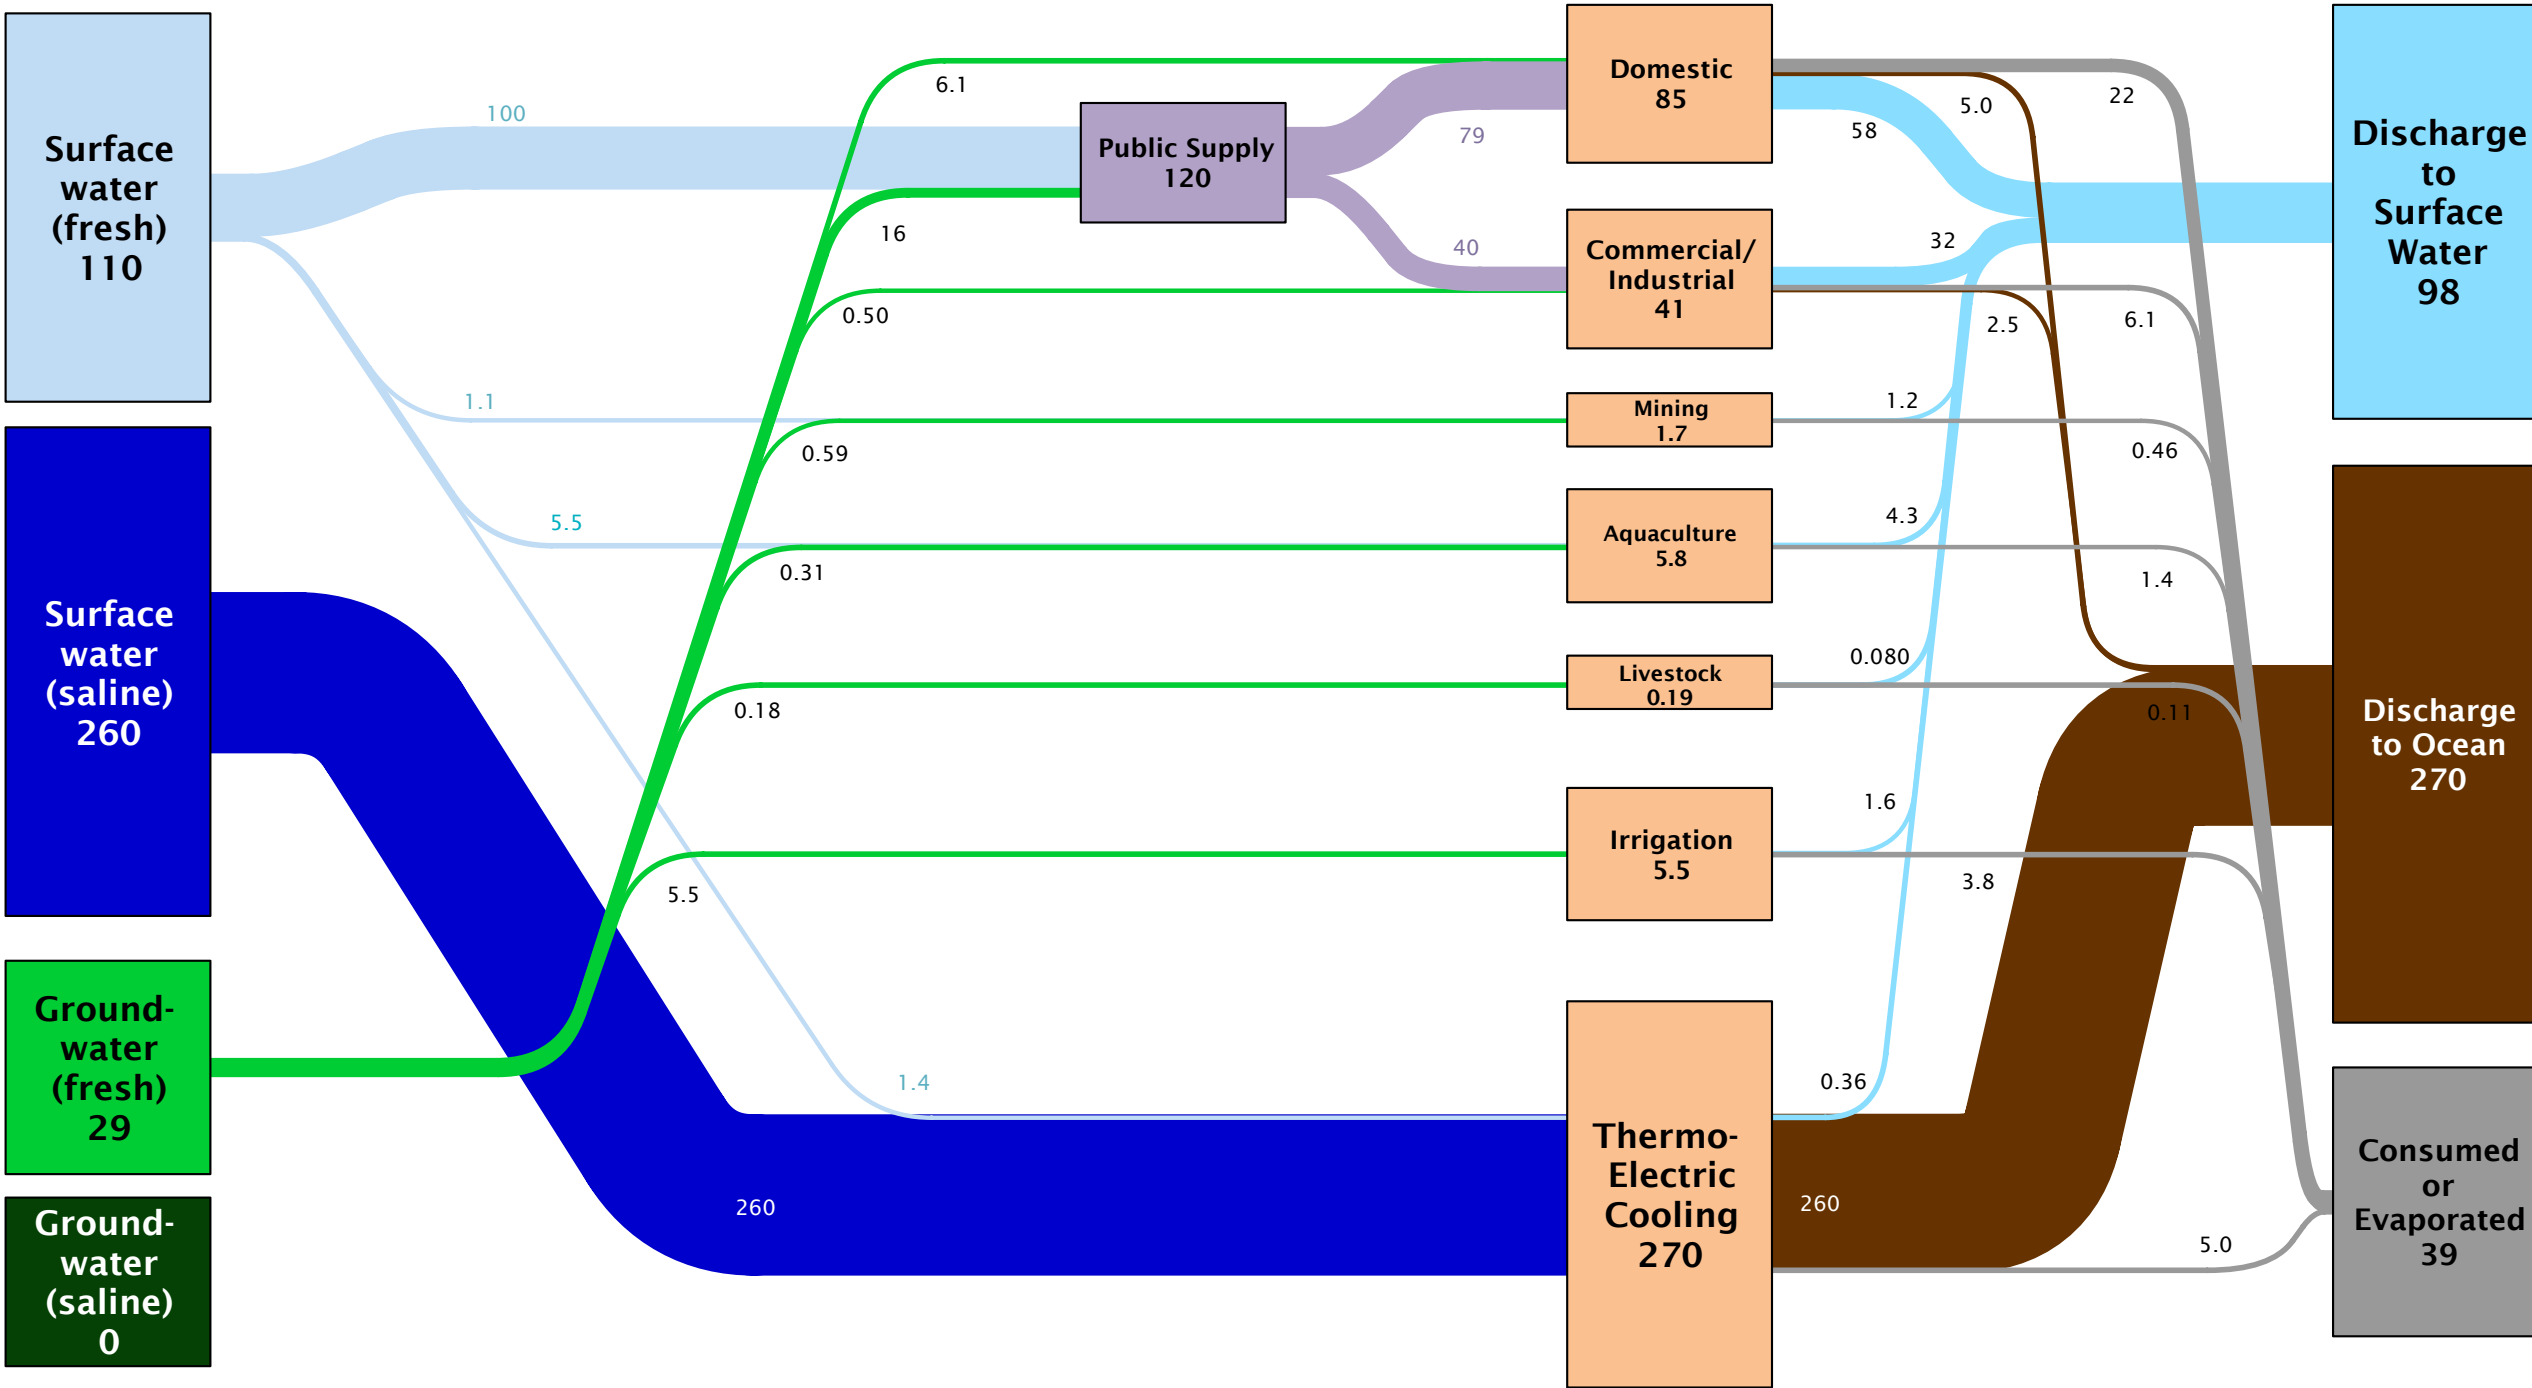 Surface
water
(fresh)
110
Surface
water
(saline)
260
Ground-
water
(fresh)
29
Ground-
water
(saline)
0
100
1.1
5.5
1.4
260
6.1
16
0.50
0.59
0.31
0.18
5.5
Public Supply
120
79
40
Domestic
85
Commercial/
Industrial
41
Mining
1.7
Aquaculture
5.8
Livestock
0.19
Irrigation
5.5
Thermo-
Electric
Cooling
270
58
5.0
22
32
2.5
6.1
1.2
0.46
4.3
1.4
0.080
0.11
1.6
3.8
0.36
260
5.0
Discharge
to
Surface
Water
98
Discharge
to Ocean
270
Consumed
or
Evaporated
39